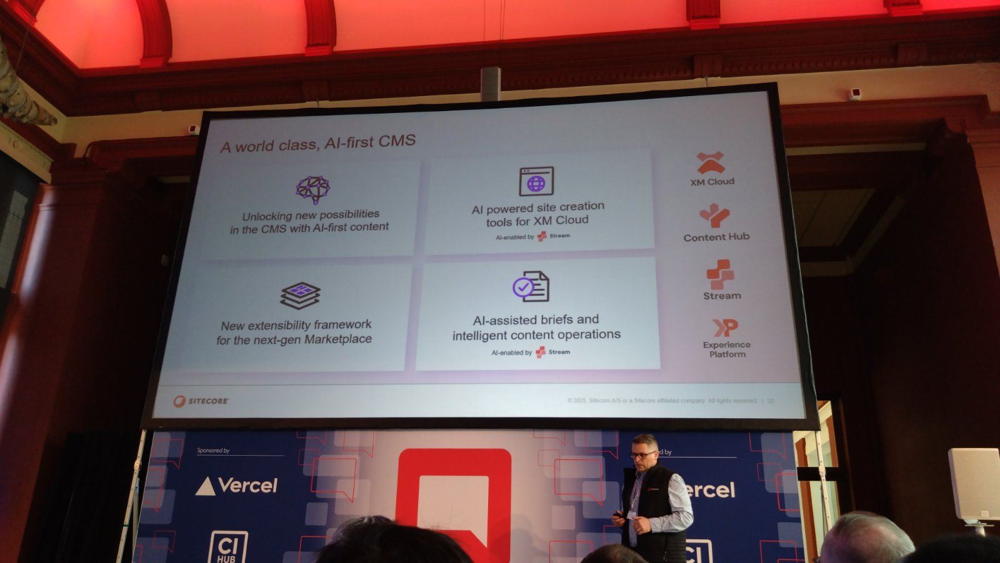 A world class, AI-first CMS
Unlocking new possibilities
in the CMS with AI-first content
AI powered site creation
tools for XM Cloud
AI-enabled by Stream
New extensibility framework
for the next-gen Marketplace
AI-assisted briefs and
intelligent content operations
AI-enabled by Stream
XM Cloud
Content Hub
Stream
XP
Experience
Platform
SITECORE
© 2025, Sitecore A/S or a Sitecore affiliated company. All rights reserved. | 32
Sponsored by
Vercel
CI
HUB
ed by
ercel
CI